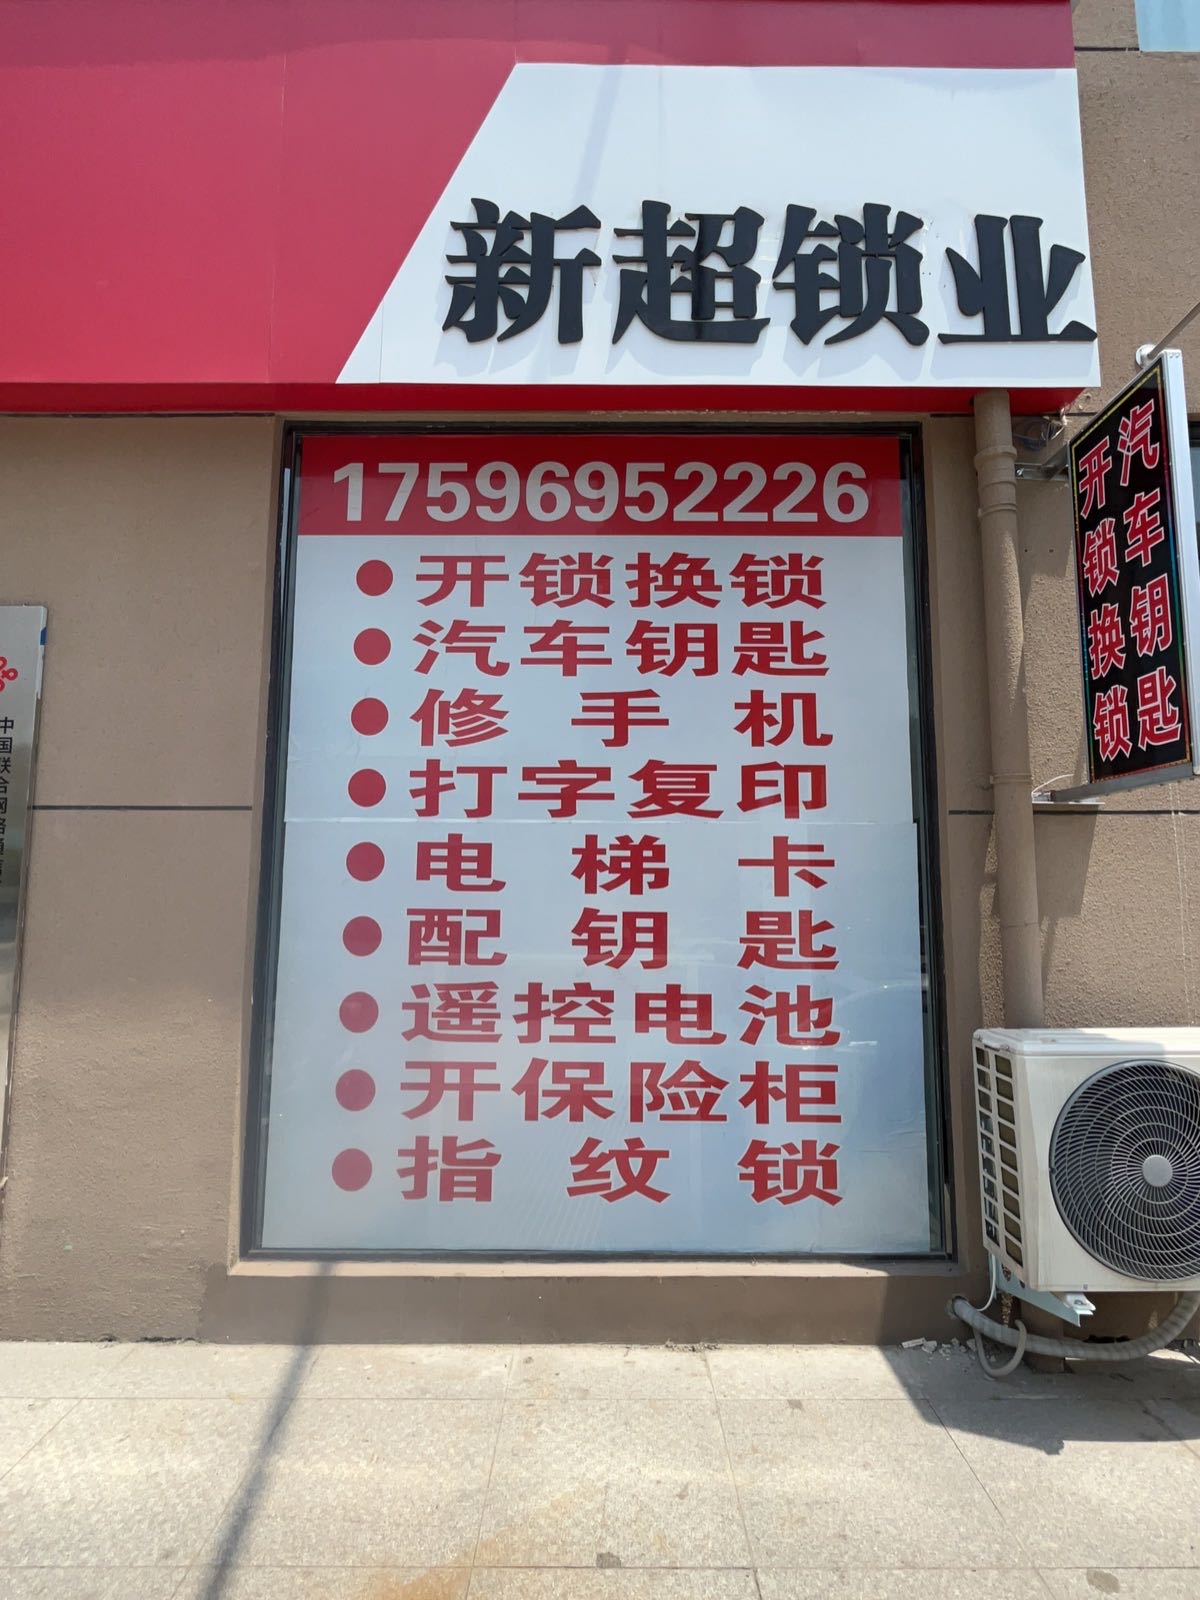 新超锁业
17596952226
●开锁换锁
●汽车钥匙
●修手机
●打字复印
●电梯卡
●配钥匙
●遥控电池
●开保险柜
●指纹锁
汽车钥匙
开锁换锁
中国联合网络通信